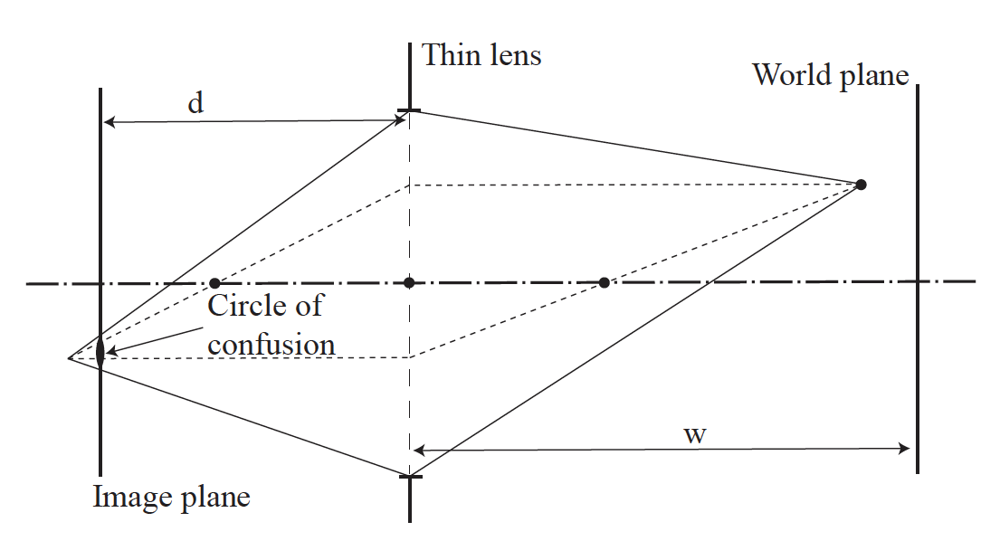 Thin lens
World plane
d
Circle of
confusion
w
Image plane